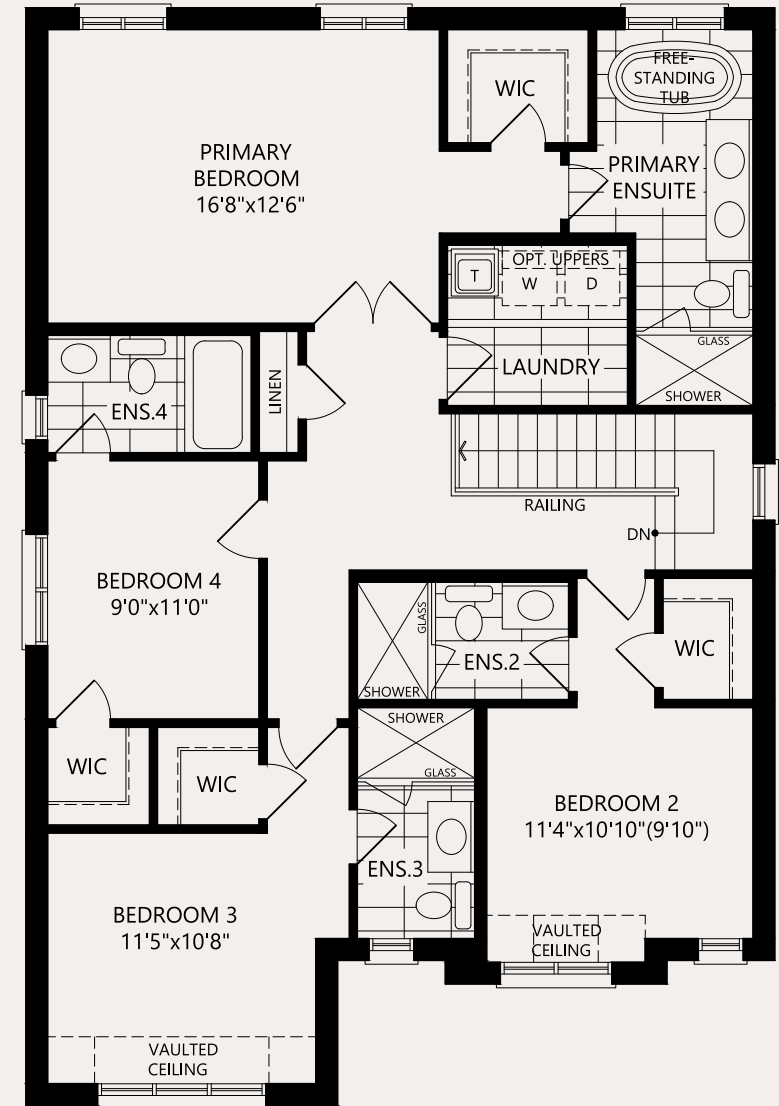 FREE-
STANDING
TUB
WIC
PRIMARY
BEDROOM
16'8"x12'6"
PRIMARY
ENSUITE
OPT. UPPERS
T
W
D
GLASS
LAUNDRY
LINEN
SHOWER
ENS.4
RAILING
DN
BEDROOM 4
9'0"x11'0"
GLASS
ENS.2
WIC
SHOWER
SHOWER
GLASS
WIC
WIC
BEDROOM 2
11'4"x10'10"(9'10")
ENS.3
BEDROOM 3
11'5"x10'8"
VAULTED
CEILING
VAULTED
CEILING